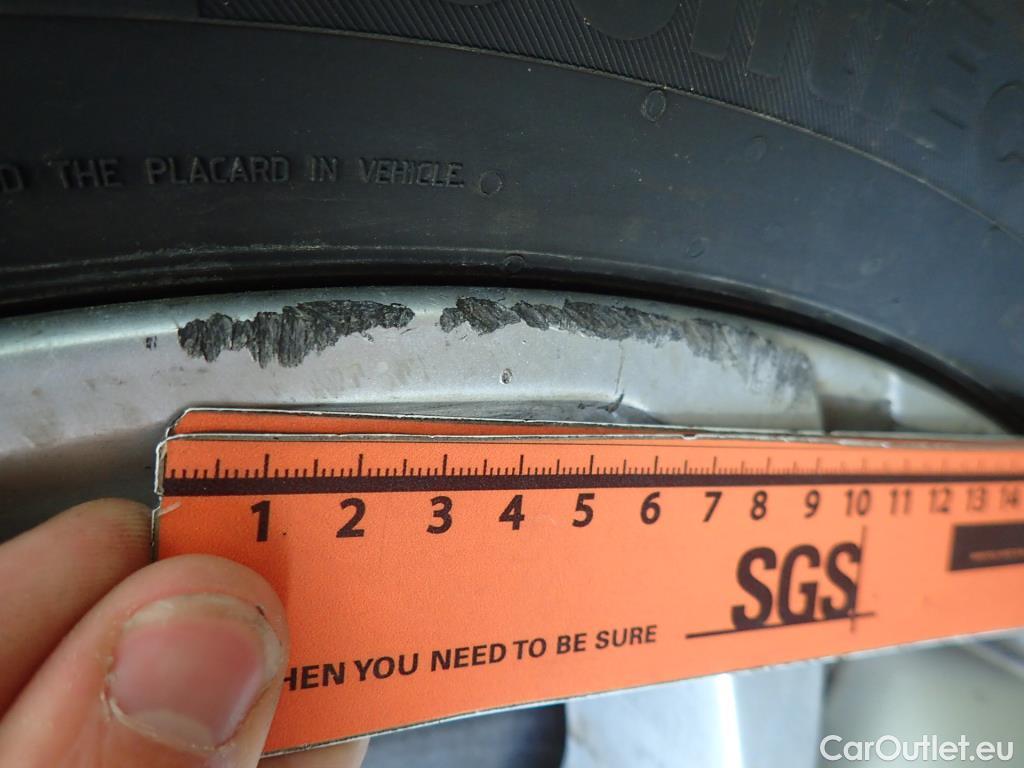 D THE PLACARD IN VEHICLE.
1 2 3 4 5 6 7 8 9 10 11 12 13 14
SGS
HEN YOU NEED TO BE SURE
CarOutlet.eu